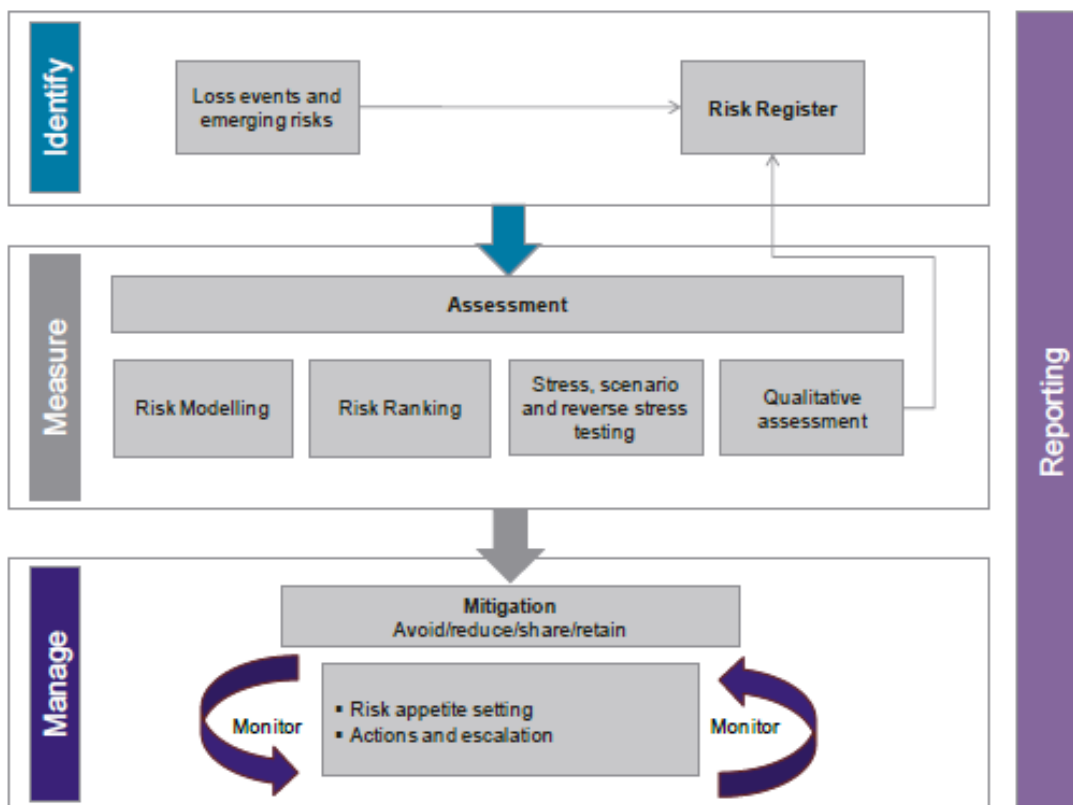 Identify
Loss events and
emerging risks
Risk Register
Measure
Assessment
Risk Modelling
Risk Ranking
Stress, scenario
and reverse stress
testing
Qualitative
assessment
Manage
Mitigation
Avoid/reduce/share/retain
Monitor
▪ Risk appetite setting
▪ Actions and escalation
Monitor
Reporting